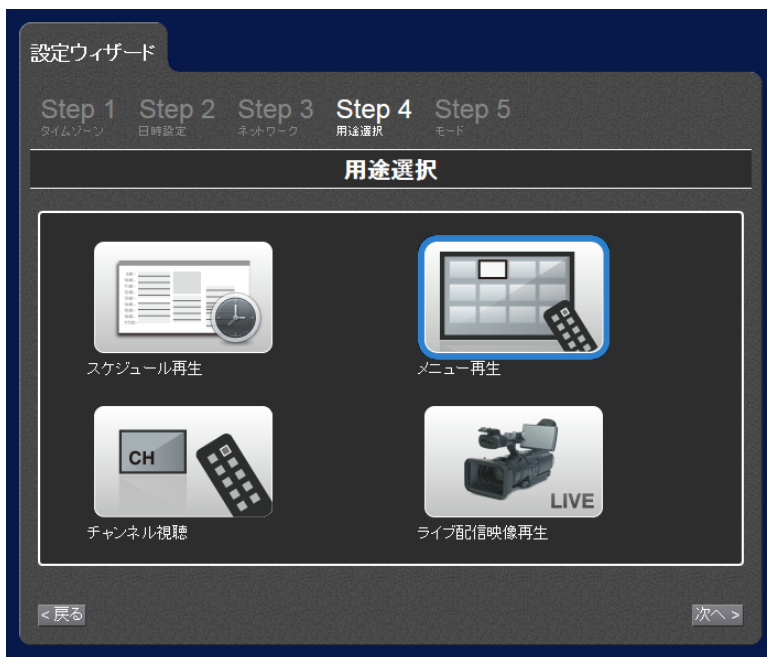 設定ウィザード
Step 1 Step 2 Step 3 Step 4 Step 5
タイムゾーン 日時設定 ネットワーク 用途選択 モード
用途選択
スケジュール再生 メニュー再生
CH
LIVE
チャンネル視聴 ライブ配信映像再生
<戻る 次へ>